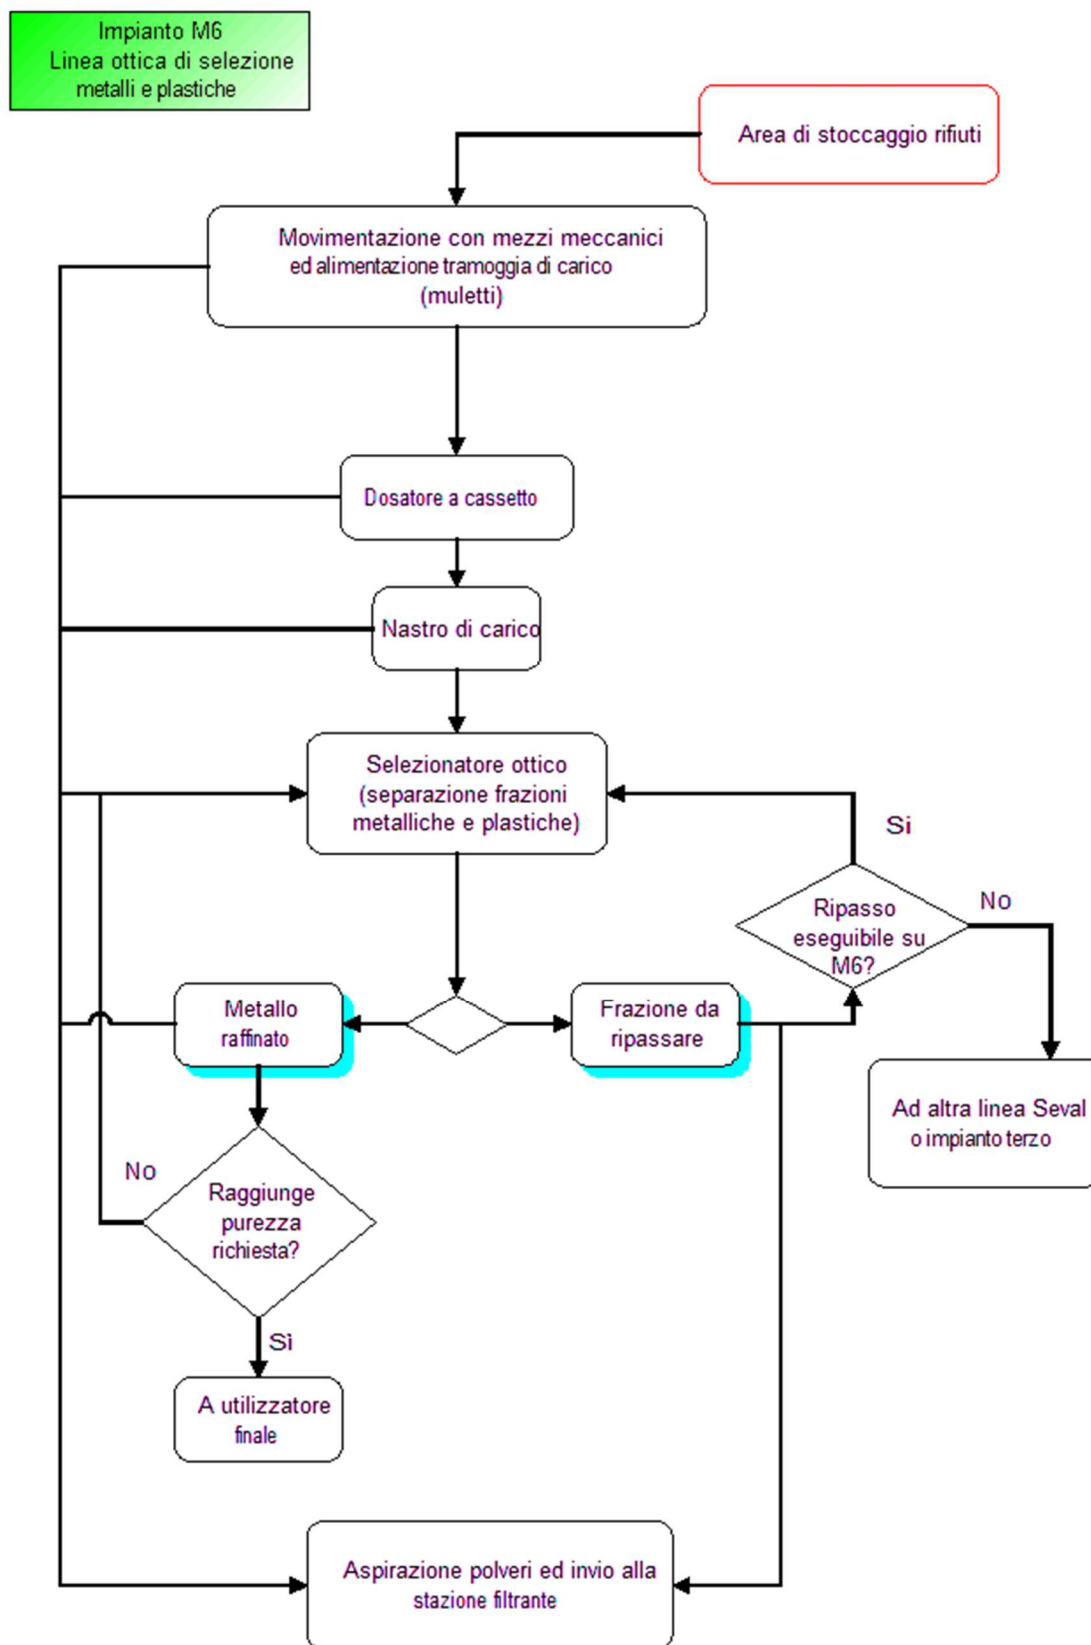 Impianto M6
Linea ottica di selezione
metalli e plastiche
Area di stoccaggio rifiuti
Movimentazione con mezzi meccanici
ed alimentazione tramoggia di carico
(muletti)
Dosatore a cassetto
Nastro di carico
Selezionatore ottico
(separazione frazioni
metalliche e plastiche)
Si
Ripasso
eseguibile su
M6?
No
Metallo
raffinato
Frazione da
ripassare
Ad altra linea Seval
o impianto terzo
No
Raggiunge
purezza
richiesta?
Sì
A utilizzatore
finale
Aspirazione polveri ed invio alla
stazione filtrante